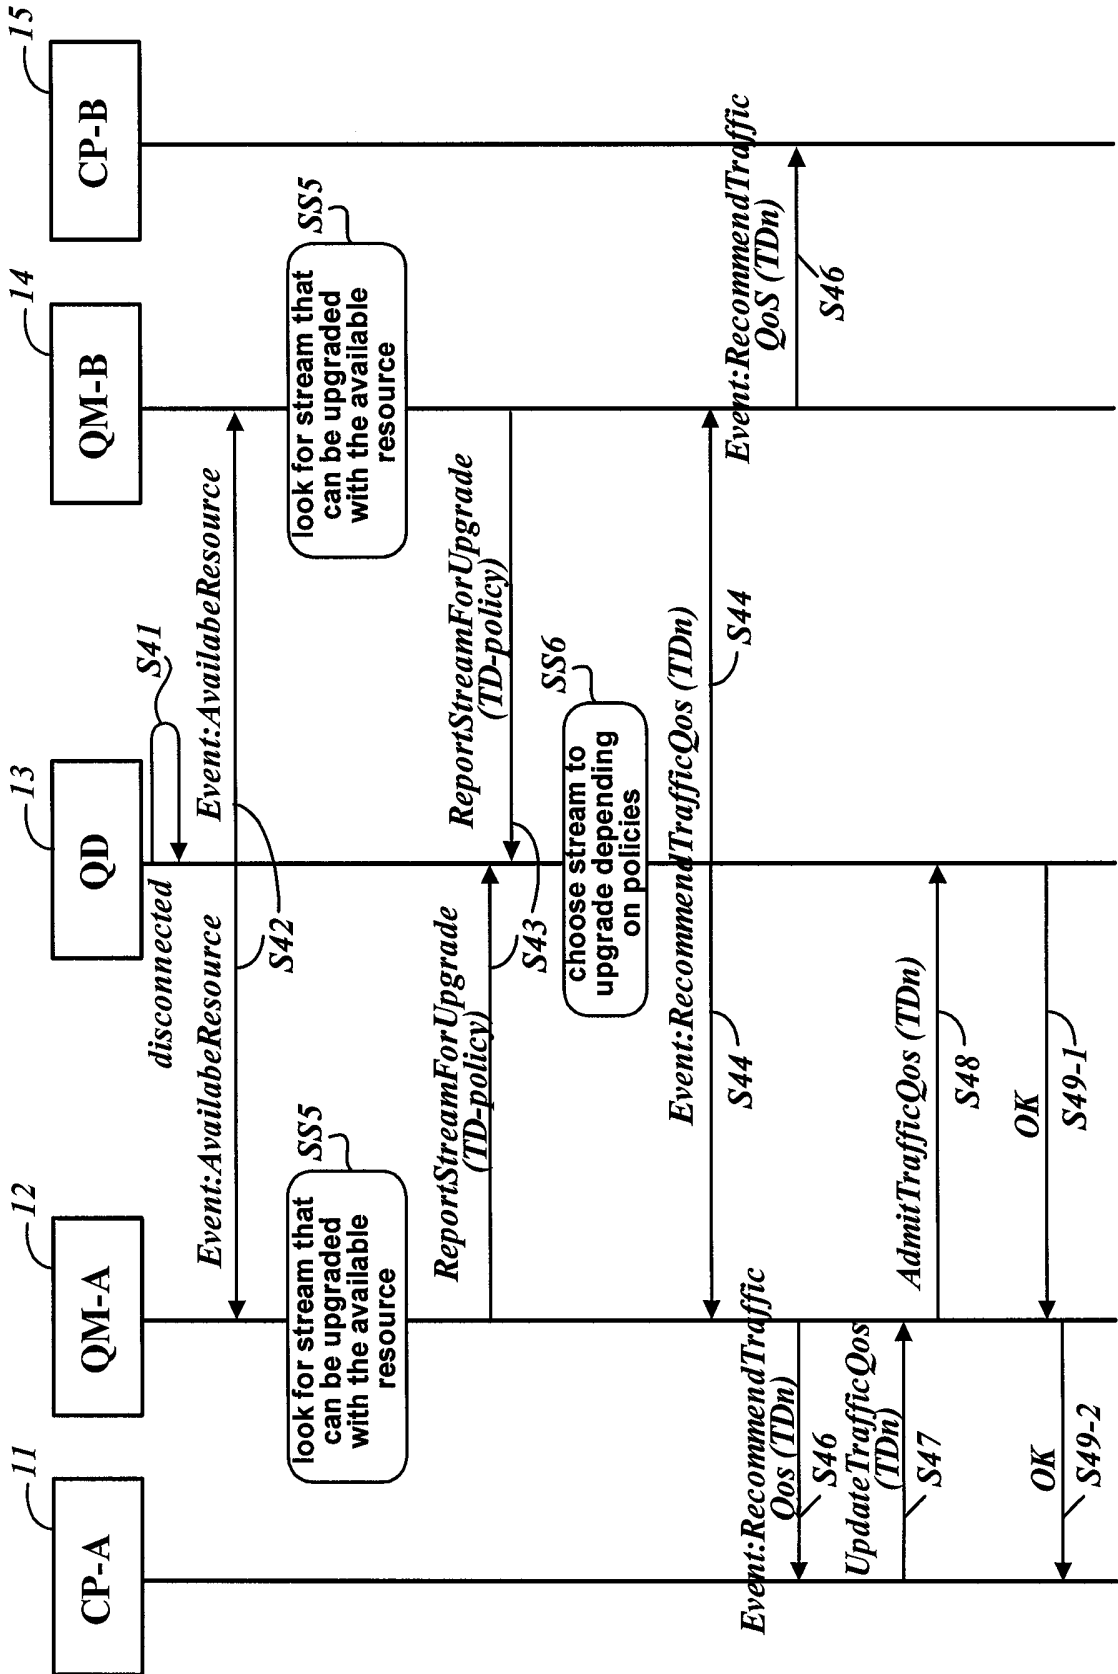 11
12
13
14
15
CP-A
QM-A
QD
QM-B
CP-B
disconnected
S41
Event:AvailabeResource
Event:AvailabeResource
S42
look for stream that
can be upgraded
with the available
resource
SS5
look for stream that
can be upgraded
with the available
resource
SS5
ReportStreamForUpgrade
(TD-policy)
ReportStreamForUpgrade
(TD-policy)
S43
choose stream to
upgrade depending
on policies
SS6
Event:RecommendTrafficQos (TDn)
S44
S44
Event:RecommendTraffic
Qos (TDn)
S46
Event:RecommendTraffic
QoS (TDn)
S46
UpdateTrafficQos
(TDn)
S47
AdmitTrafficQos (TDn)
S48
OK
S49-1
OK
S49-2